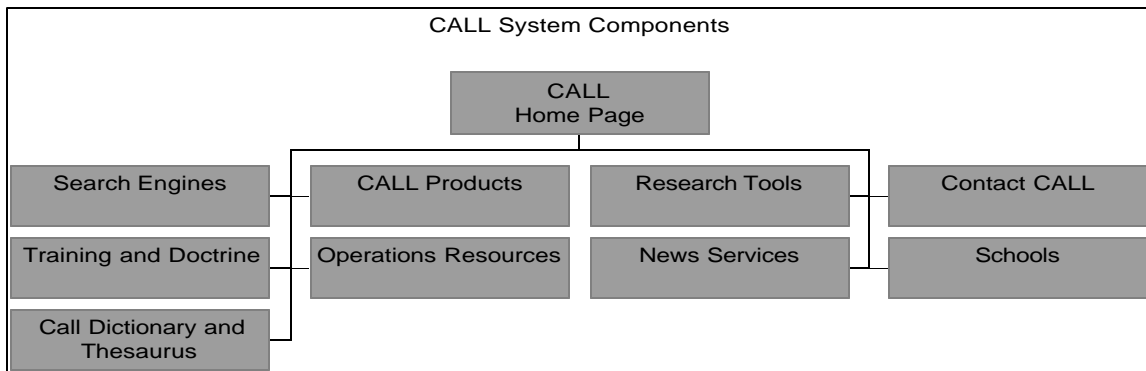 CALL System Components
CALL
Home Page
Search Engines
CALL Products
Research Tools
Contact CALL
Training and Doctrine
Operations Resources
News Services
Schools
Call Dictionary and
Thesaurus